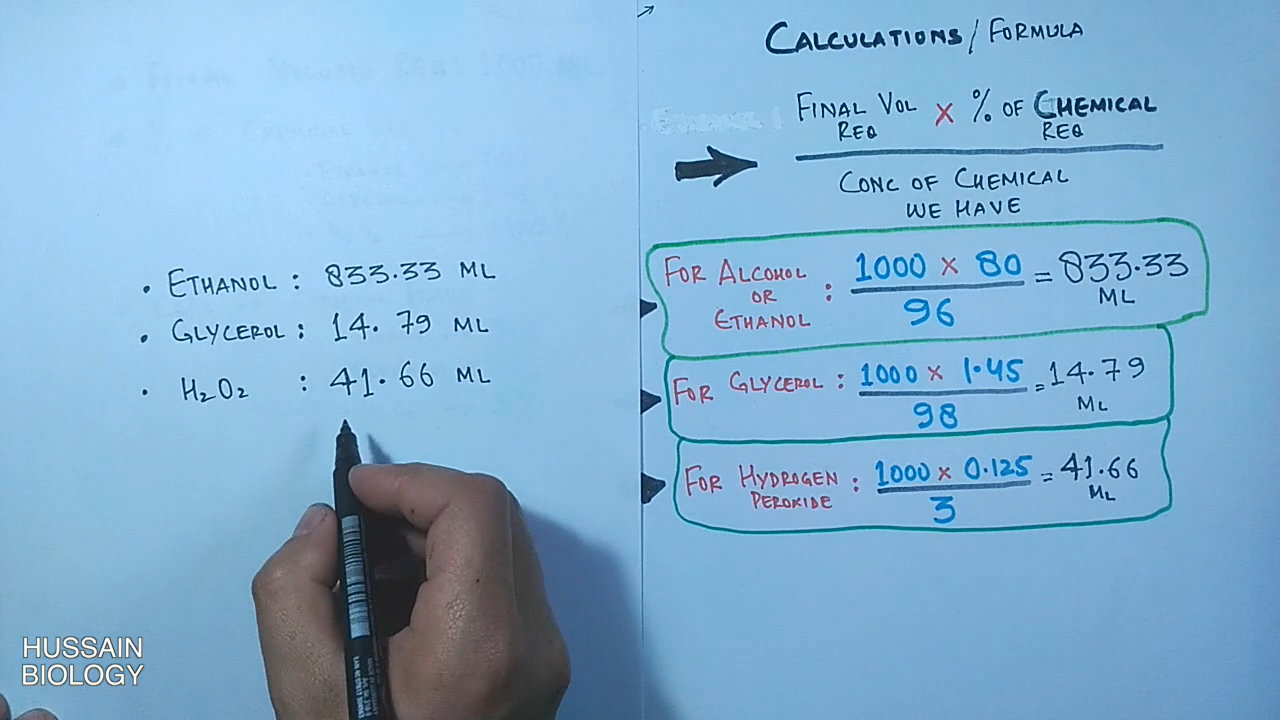 CALCULATIONS / FORMULA
FINAL VOL REQ × % OF CHEMICAL REQ
CONC OF CHEMICAL
WE HAVE
• ETHANOL : 833.33 ML
• GLYCEROL : 14.79 ML
• H₂O₂ : 41.66 ML
FOR ALCOHOL OR ETHANOL : 1000 × 80 / 96 = 833.33 ML
FOR GLYCEROL : 1000 × 1.45 / 98 = 14.79 ML
FOR HYDROGEN PEROXIDE : 1000 × 0.125 / 3 = 41.66 ML
HUSSAIN
BIOLOGY